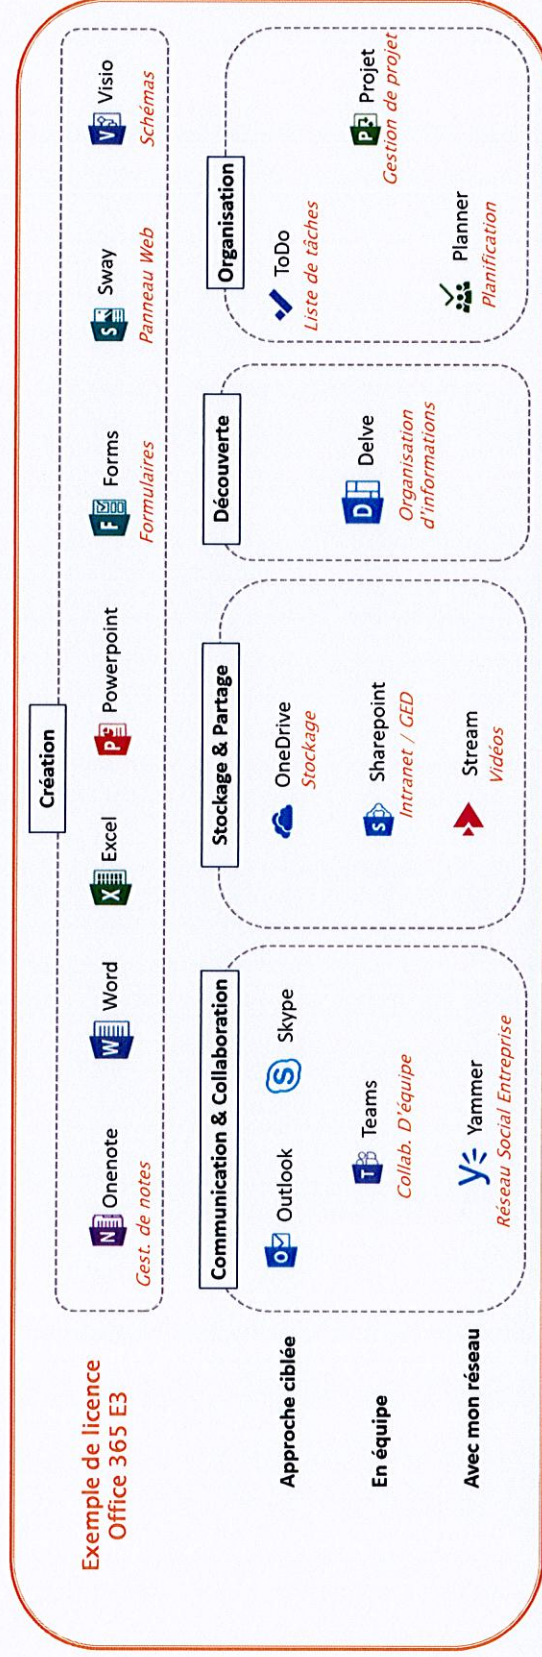 Exemple de licence
Office 365 E3
Création
Onenote
Gest. de notes
Word
Excel
Powerpoint
Forms
Formulaires
Sway
Panneau Web
Visio
Schémas
Communication & Collaboration
Stockage & Partage
Découverte
Organisation
Approche ciblée
Outlook
Skype
OneDrive
Stockage
ToDo
Liste de tâches
En équipe
Teams
Collab. D'équipe
Sharepoint
Intranet / GED
Delve
Organisation
d'informations
Projet
Gestion de projet
Avec mon réseau
Yammer
Réseau Social Entreprise
Stream
Vidéos
Planner
Planification